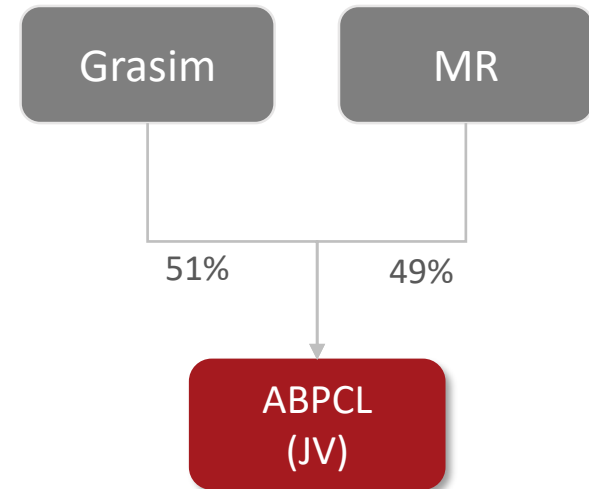 Grasim
MR
51%
49%
ABPCL
(JV)